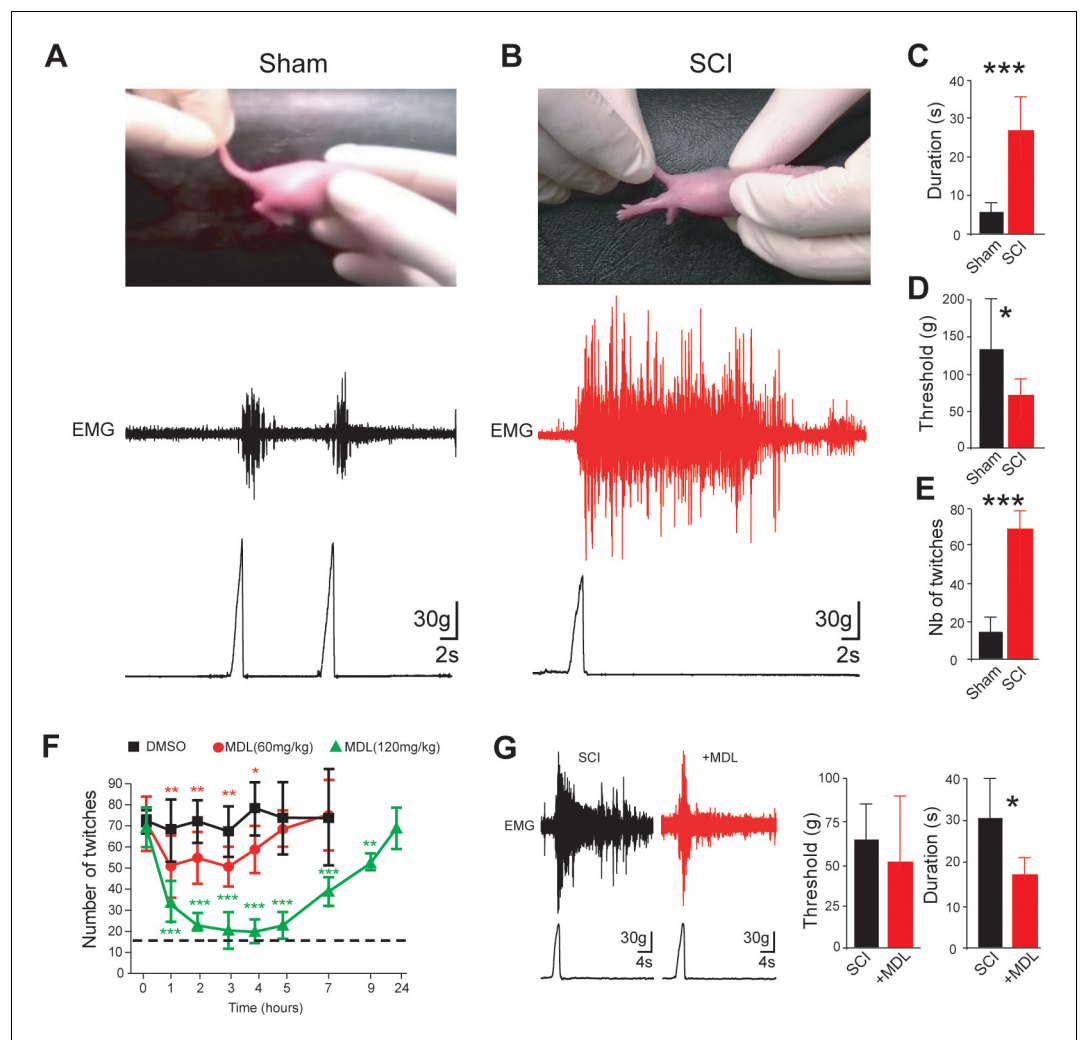 A
Sham
EMG
30g
2s
B
SCI
EMG
30g
2s
C
***
Duration (s)
40
30
20
10
0
Sham
SCI
D
*
Threshold (g)
200
150
100
50
0
Sham
SCI
E
***
Nb of twitches
80
60
40
20
0
Sham
SCI
F
DMSO MDL(60mg/kg) MDL(120mg/kg)
Number of twitches
90
80
70
60
50
40
30
20
10
0
** ** ** *
*** *** *** *** *** *** **
0 1 2 3 4 5 7 9 24
Time (hours)
G
SCI +MDL
EMG
30g 30g
4s 4s
Threshold (g)
100
75
50
25
0
SCI
+MDL
Duration (s)
*
40
30
20
10
0
SCI
+MDL